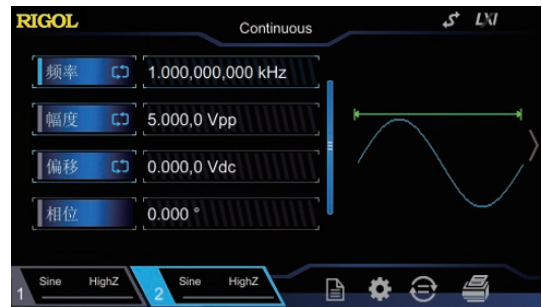 RIGOL
Continuous
LXI
频率 1.000,000,000 kHz
幅度 5.000,0 Vpp
偏移 0.000,0 Vdc
相位 0.000 °
1 Sine HighZ
2 Sine HighZ